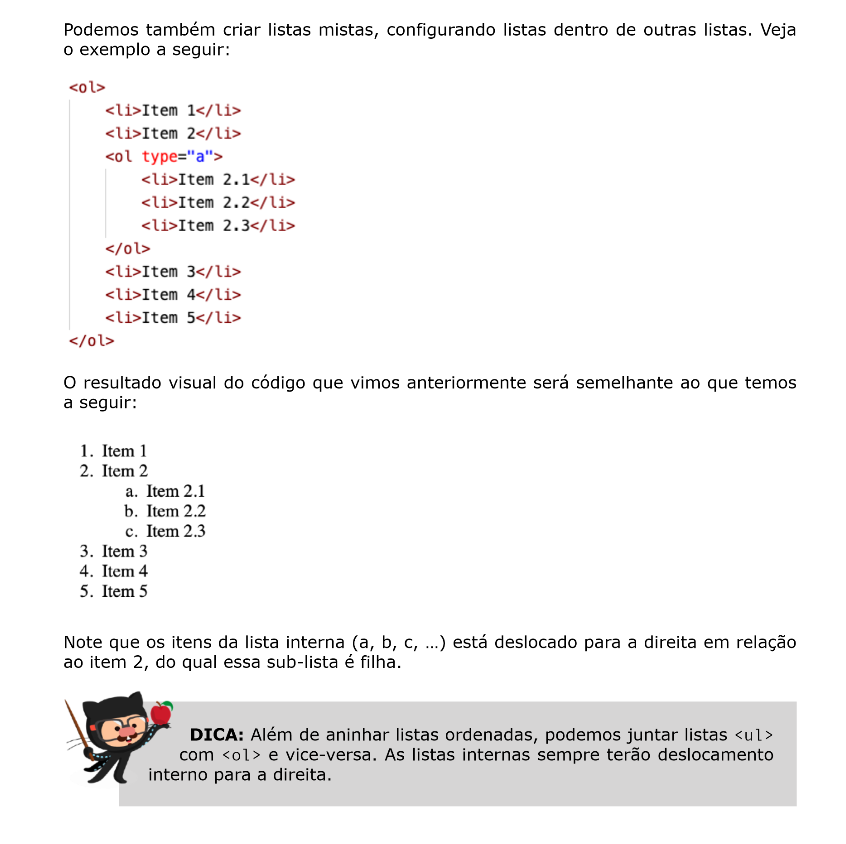 Podemos também criar listas mistas, configurando listas dentro de outras listas. Veja
o exemplo a seguir:
<ol>
<li>Item 1</li>
<li>Item 2</li>
<ol type="a">
<li>Item 2.1</li>
<li>Item 2.2</li>
<li>Item 2.3</li>
</ol>
<li>Item 3</li>
<li>Item 4</li>
<li>Item 5</li>
</ol>
O resultado visual do código que vimos anteriormente será semelhante ao que temos
a seguir:
1. Item 1
2. Item 2
a. Item 2.1
b. Item 2.2
c. Item 2.3
3. Item 3
4. Item 4
5. Item 5
Note que os itens da lista interna (a, b, c, ...) está deslocado para a direita em relação
ao item 2, do qual essa sub-lista é filha.
DICA: Além de aninhar listas ordenadas, podemos juntar listas <ul>
com <ol> e vice-versa. As listas internas sempre terão deslocamento
interno para a direita.